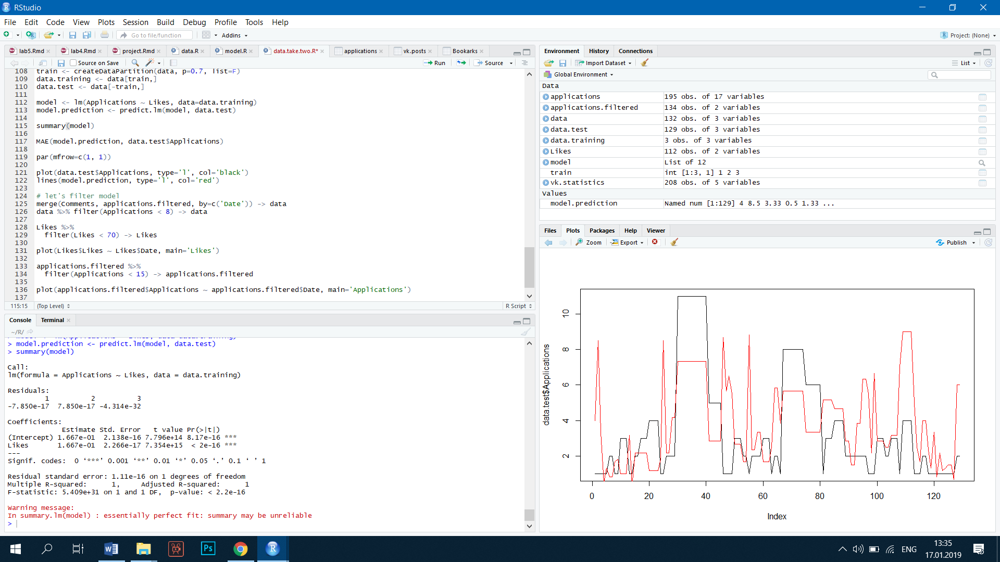 RStudio
File Edit Code View Plots Session Build Debug Profile Tools Help
Go to file/function Addins Project: (None)
lab5.Rmd lab4.Rmd project.Rmd data.R model.R data.take.two.R* applications vk.posts Bookarks
Source on Save Run Source
108 train <- createDataPartition(data, p=0.7, list=F)
109 data.training <- data[train,]
110 data.test <- data[-train,]
111
112 model <- lm(Applications ~ Likes, data=data.training)
113 model.prediction <- predict.lm(model, data.test)
114
115 summary(model)
116
117 MAE(model.prediction, data.test$Applications)
118
119 par(mfrow=c(1, 1))
120
121 plot(data.test$Applications, type='l', col='black')
122 lines(model.prediction, type='l', col='red')
123
124 # let's filter model
125 merge(Comments, applications.filtered, by=c('Date')) -> data
126 data %>% filter(Applications < 8) -> data
127
128 Likes %>%
129 filter(Likes < 70) -> Likes
130
131 plot(Likes$Likes ~ Likes$Date, main='Likes')
132
133 applications.filtered %>%
134 filter(Applications < 15) -> applications.filtered
135
136 plot(applications.filtered$Applications ~ applications.filtered$Date, main='Applications')
137
115:15 (Top Level) R Script
Console Terminal
~/R/
> model.prediction <- predict.lm(model, data.test)
> summary(model)
Call:
lm(formula = Applications ~ Likes, data = data.training)
Residuals:
1 2 3
-7.850e-17 7.850e-17 -4.314e-32
Coefficients:
Estimate Std. Error t value Pr(>|t|)
(Intercept) 1.667e-01 2.138e-16 7.796e+14 8.17e-16 ***
Likes 1.667e-01 2.266e-17 7.354e+15 < 2e-16 ***
---
Signif. codes: 0 ‘***’ 0.001 ‘**’ 0.01 ‘*’ 0.05 ‘.’ 0.1 ‘ ’ 1
Residual standard error: 1.11e-16 on 1 degrees of freedom
Multiple R-squared: 1, Adjusted R-squared: 1
F-statistic: 5.409e+31 on 1 and 1 DF, p-value: < 2.2e-16
Warning message:
In summary.lm(model) : essentially perfect fit: summary may be unreliable
>
Environment History Connections
Import Dataset List
Global Environment
Data
applications 195 obs. of 17 variables
applications.filtered 134 obs. of 2 variables
data 132 obs. of 3 variables
data.test 129 obs. of 3 variables
data.training 3 obs. of 3 variables
Likes 112 obs. of 2 variables
model List of 12
train int [1:3, 1] 1 2 3
vk.statistics 208 obs. of 5 variables
Values
model.prediction Named num [1:129] 4 8.5 3.33 0.5 1.33 ...
Files Plots Packages Help Viewer
Zoom Export Publish
data.test$Applications
10
8
6
4
2
0 20 40 60 80 100 120
Index
W Ps R
ENG
13:35
17.01.2019